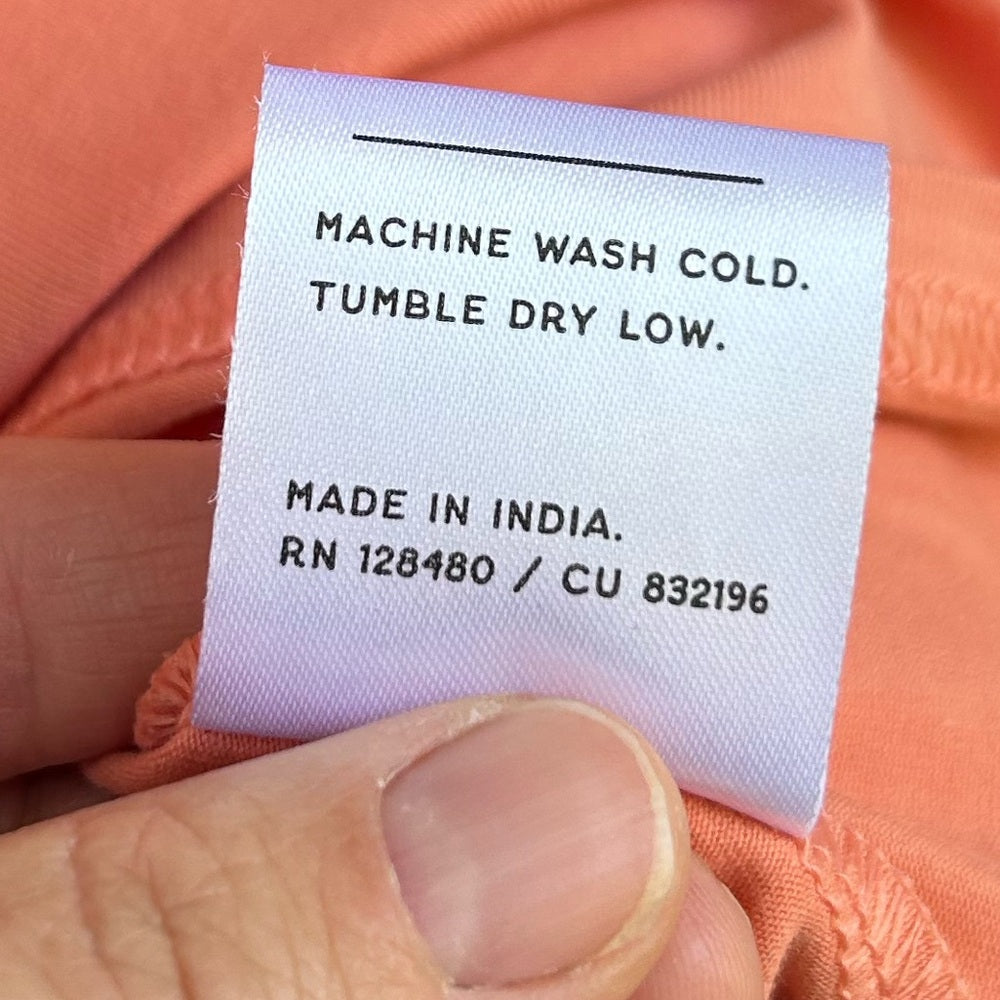 MACHINE WASH COLD.
TUMBLE DRY LOW.
MADE IN INDIA.
RN 128480 / CU 832196